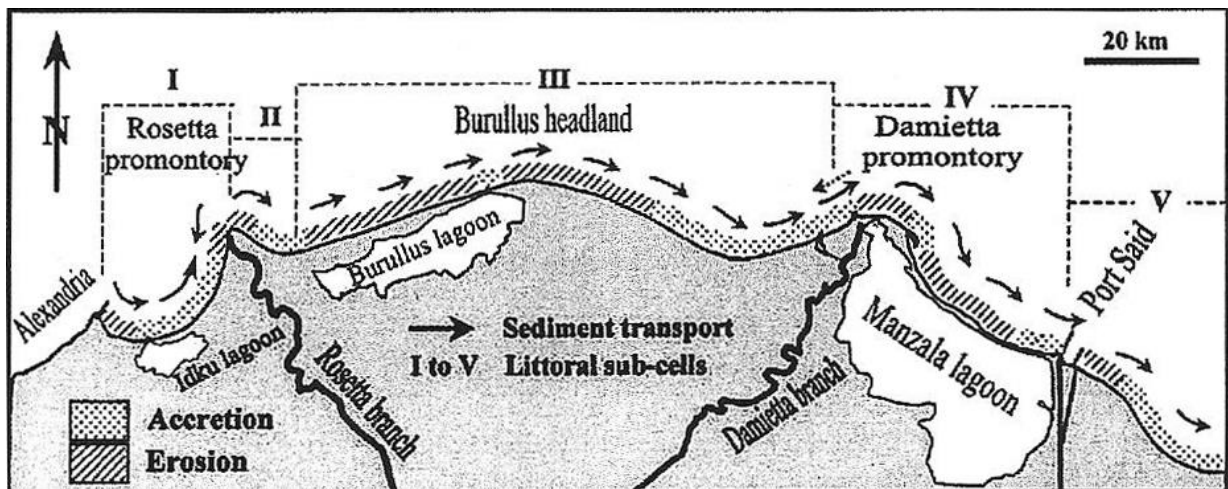 20 km
N
I
II
III
IV
V
Rosetta
promontory
Burullus headland
Damietta
promontory
Alexandria
Idku lagoon
Burullus lagoon
Port Said
Manzala lagoon
Rosetta branch
Damietta branch
Sediment transport
I to V Littoral sub-cells
Accretion
Erosion